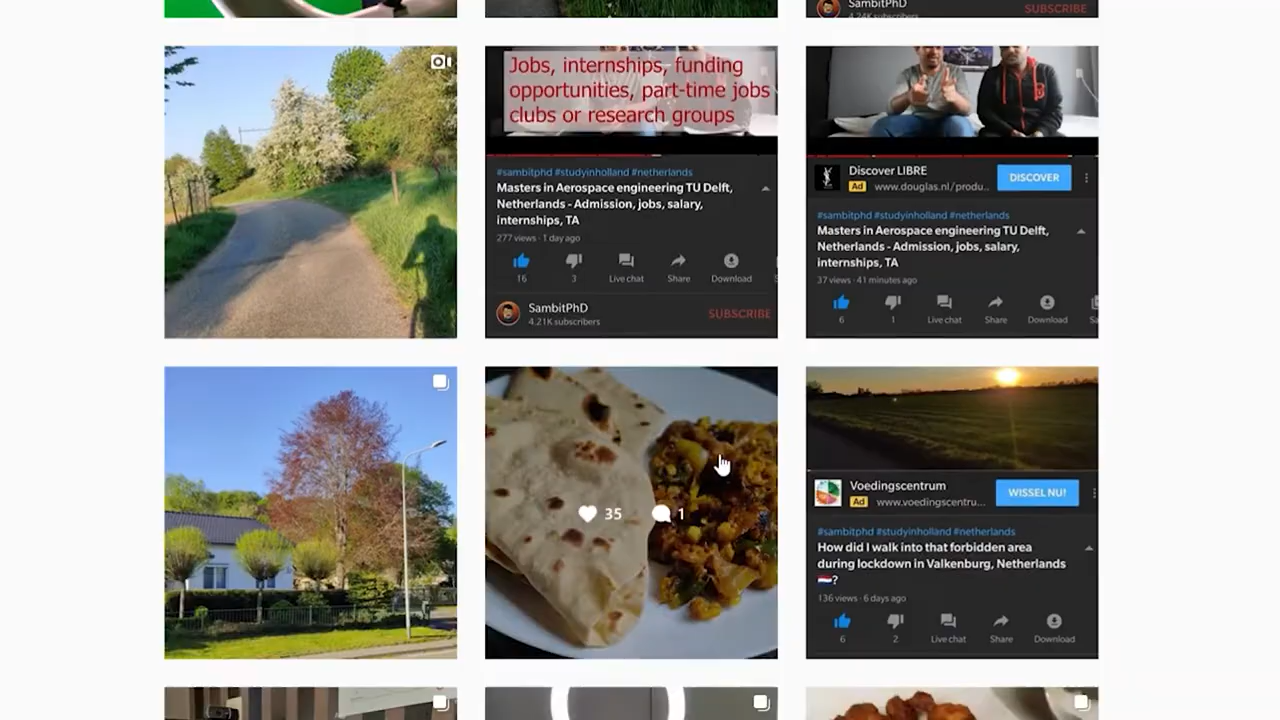 SambitPhD
4.24K subscribers
SUBSCRIBE
Jobs, internships, funding
opportunities, part-time jobs
clubs or research groups
#sambitphd #studyinholland #netherlands
Masters in Aerospace engineering TU Delft,
Netherlands - Admission, jobs, salary,
internships, TA
277 views · 1 day ago
16
3
Live chat
Share
Download
SambitPhD
4.21K subscribers
SUBSCRIBE
Discover LIBRE
Ad www.douglas.nl/produ...
DISCOVER
#sambitphd #studyinholland #netherlands
Masters in Aerospace engineering TU Delft,
Netherlands - Admission, jobs, salary,
internships, TA
37 views · 41 minutes ago
6
1
Live chat
Share
Download
Sa
35
1
Voedingscentrum
Ad www.voedingscentru...
WISSEL NU!
#sambitphd #studyinholland #netherlands
How did I walk into that forbidden area
during lockdown in Valkenburg, Netherlands
?
136 views · 6 days ago
6
2
Live chat
Share
Download